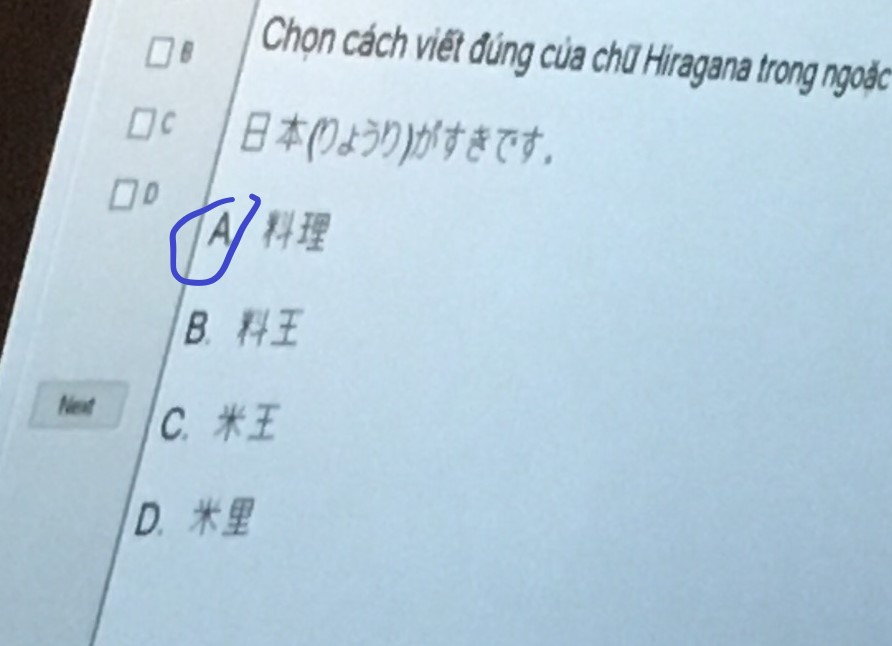 B
C
D
Next
Chọn cách viết đúng của chữ Hiragana trong ngoặc
日本(りょうり)がすきです.
A 料理
B. 料王
C. 米王
D. 米里